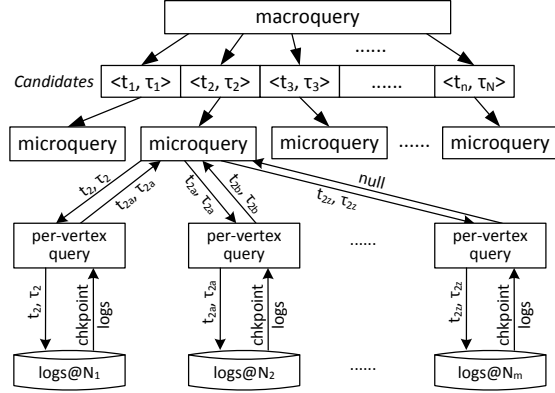 macroquery
......
Candidates <t1, τ1> <t2, τ2> <t3, τ3> ...... <tn, τN>
microquery microquery microquery ...... microquery
t2, τ2
t2a, τ2a
t2a, τ2a
t2b, τ2b
t2z, τ2z
null
per-vertex query
per-vertex query
......
per-vertex query
t2, τ2
chkpoint
logs
t2a, τ2a
chkpoint
logs
t2z, τ2z
chkpoint
logs
logs@N1 logs@N2 ...... logs@Nm